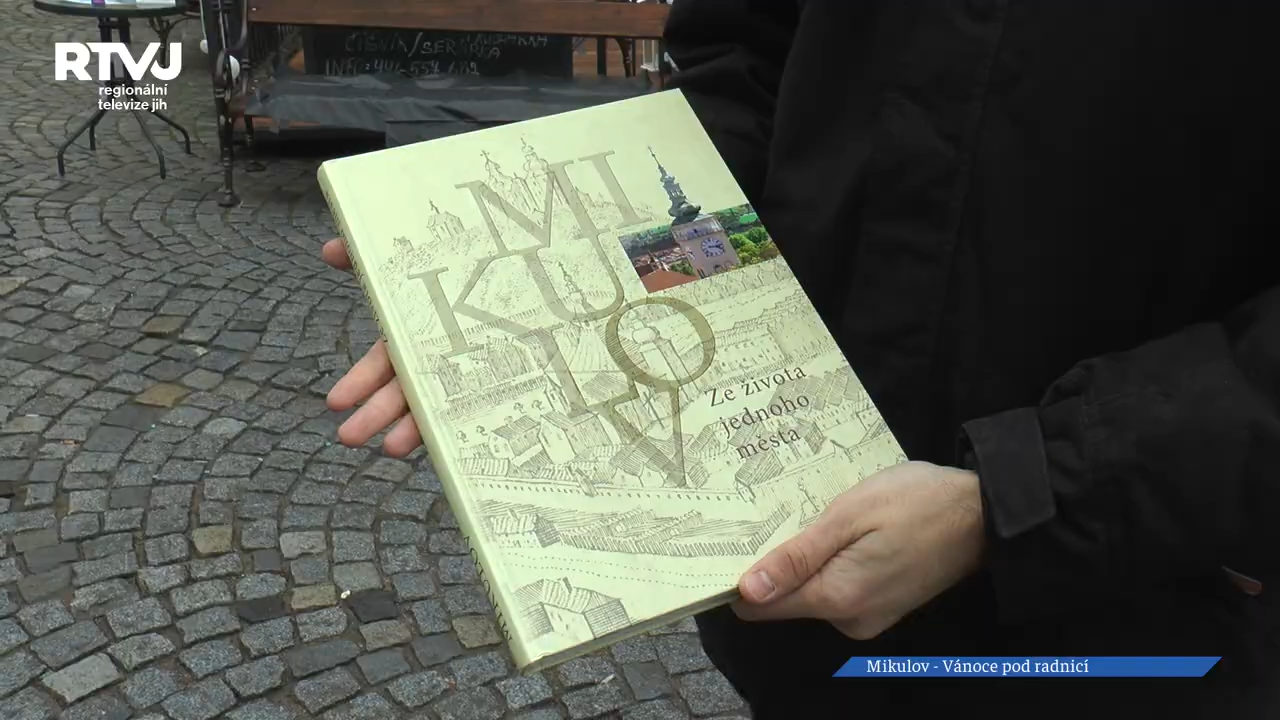 RTVJ
regionální
televize jih
MI
KU
LO
V
Ze života
jednoho
města
Mikulov - Vánoce pod radnicí